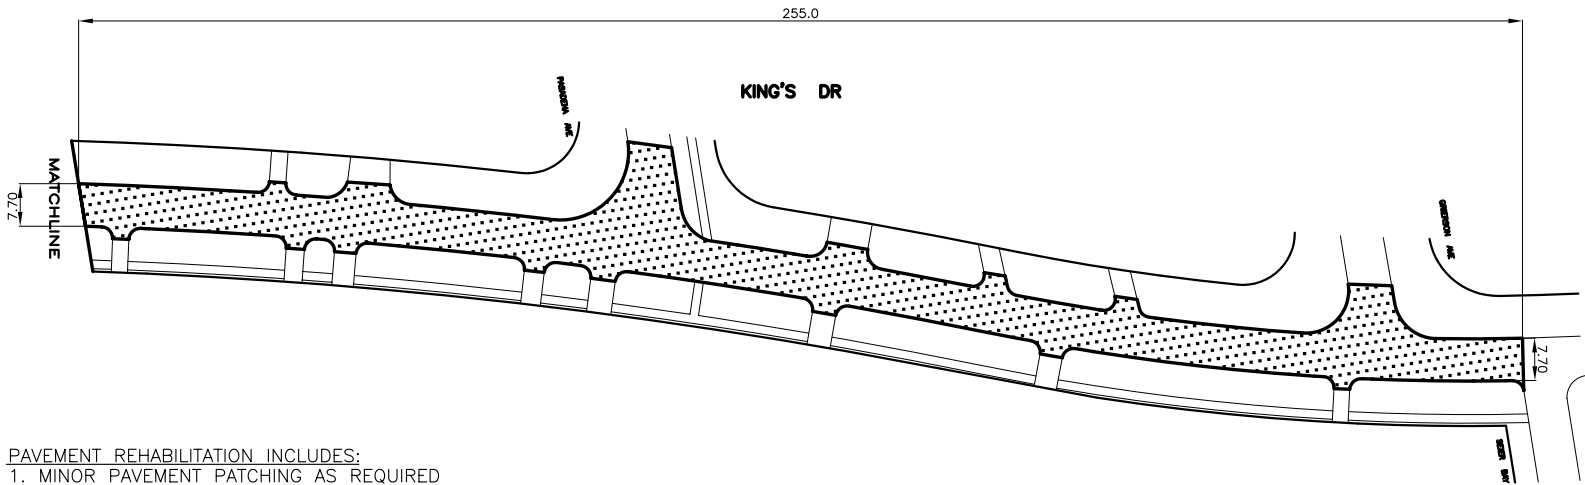 255.0
KING'S DR
PASADENA AVE.
MATCHLINE
7.70
GRIERSON AVE.
7.70
PAVEMENT REHABILITATION INCLUDES:
1. MINOR PAVEMENT PATCHING AS REQUIRED